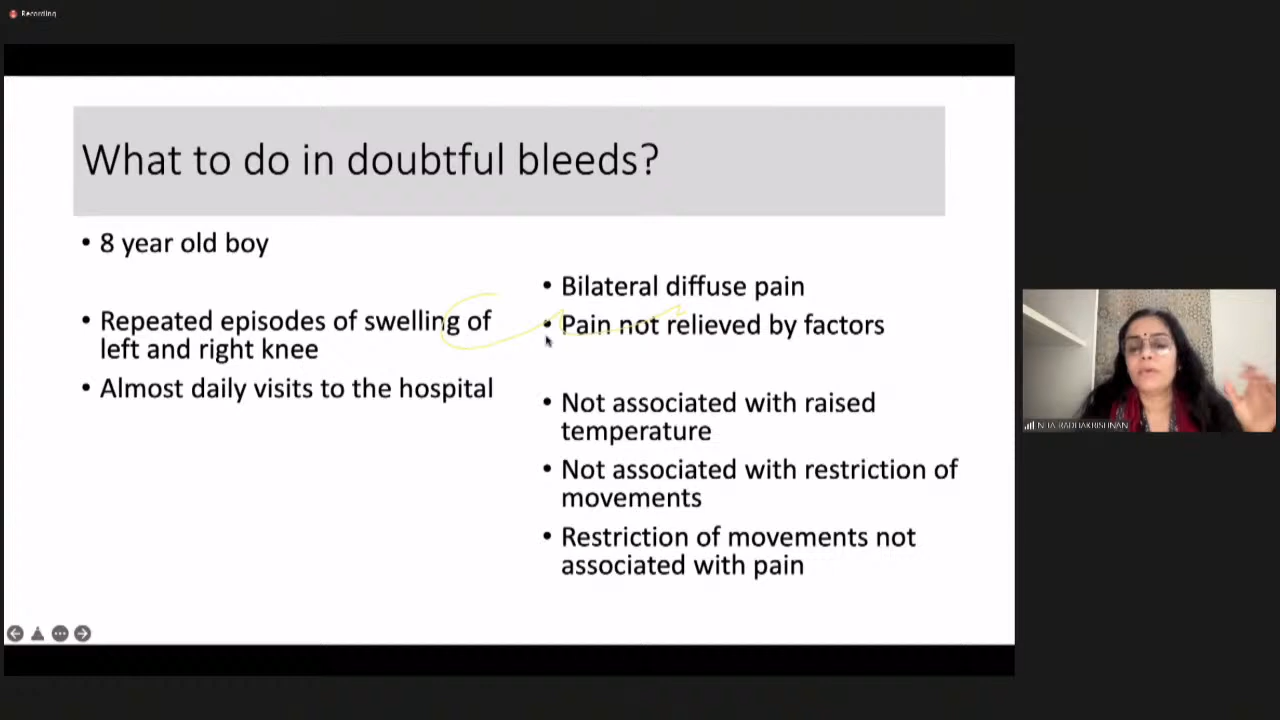 Recording
What to do in doubtful bleeds?
• 8 year old boy
• Repeated episodes of swelling of
left and right knee
• Almost daily visits to the hospital
• Bilateral diffuse pain
• Pain not relieved by factors
• Not associated with raised
temperature
• Not associated with restriction of
movements
• Restriction of movements not
associated with pain
RADHAKRISHNAN